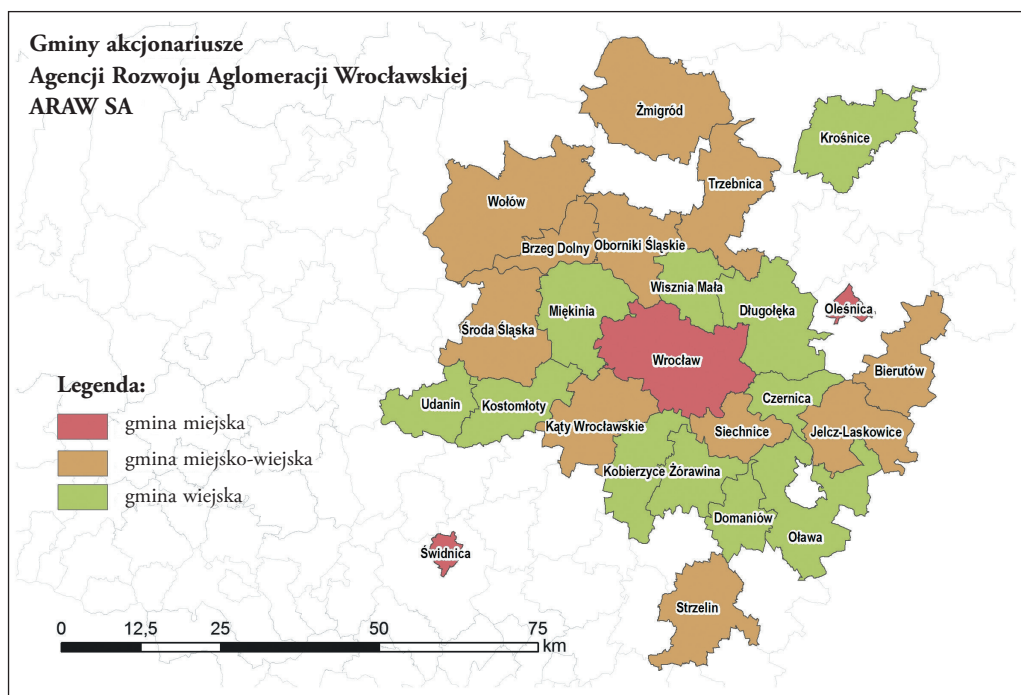 Gminy akcjonariusze
Agencji Rozwoju Aglomeracji Wrocławskiej
ARAW SA
Żmigród
Krośnice
Trzebnica
Wołów
Brzeg Dolny
Oborniki Śląskie
Wisznia Mała
Miękinia
Długołęka
Oleśnica
Środa Śląska
Wrocław
Bierutów
Legenda:
gmina miejska
gmina miejsko-wiejska
gmina wiejska
Udanin
Kostomłoty
Czernica
Kąty Wrocławskie
Siechnice
Jelcz-Laskowice
Kobierzyce
Żórawina
Domaniów
Oława
Świdnica
Strzelin
0 12,5 25 50 75
km